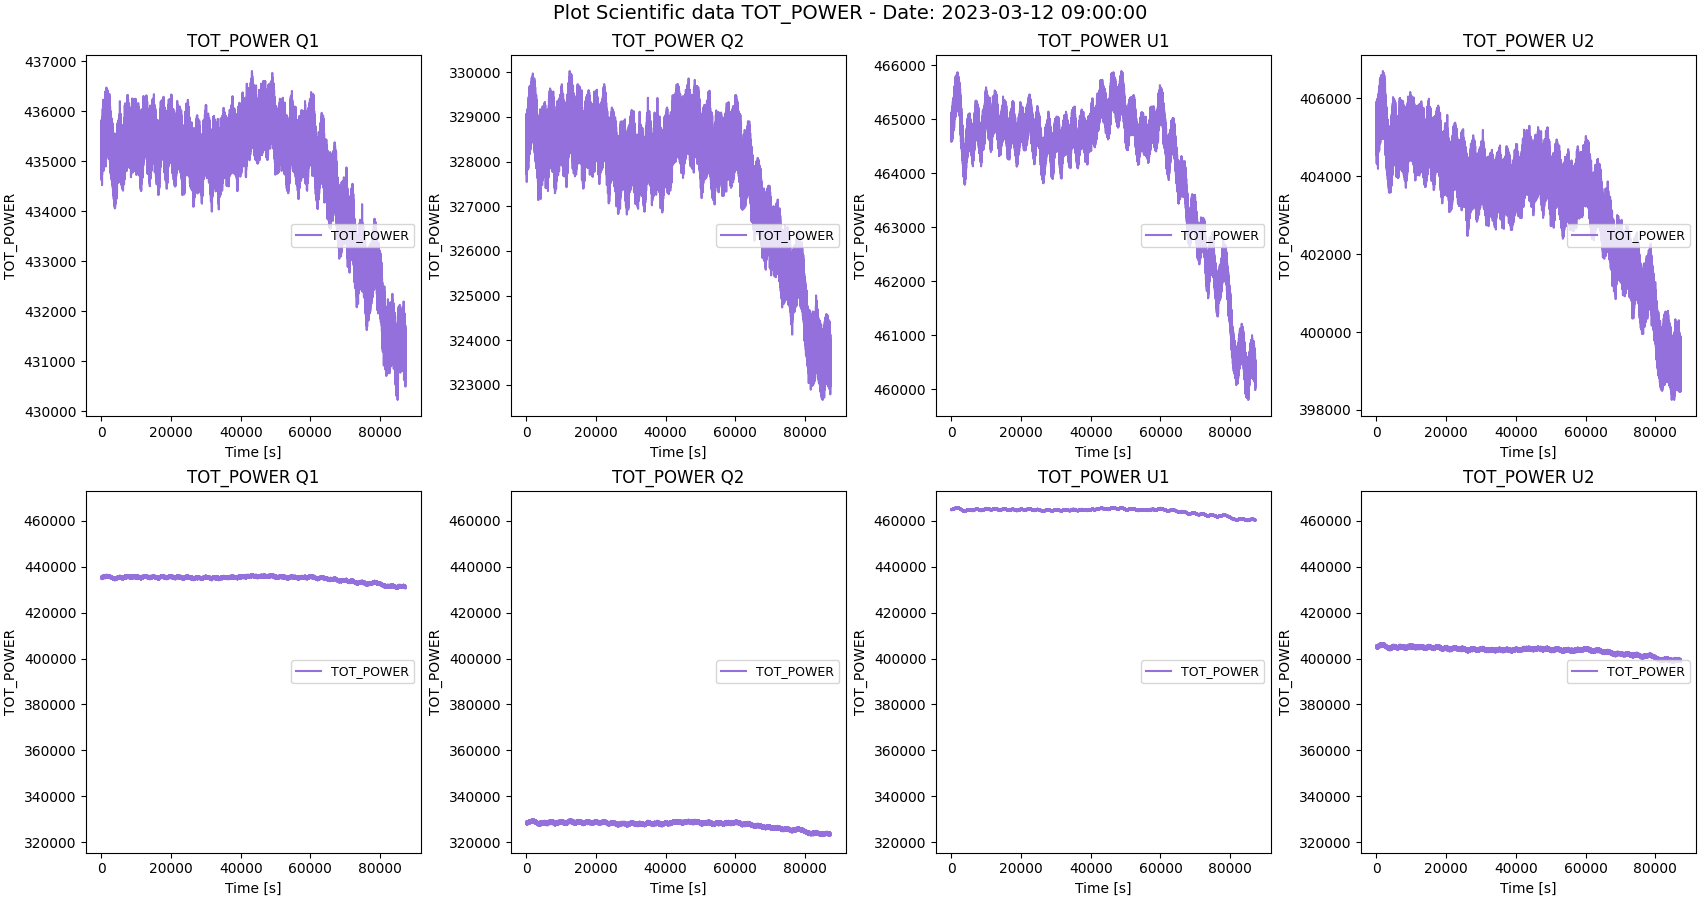 Plot Scientific data TOT_POWER - Date: 2023-03-12 09:00:00
TOT_POWER Q1
TOT_POWER
437000
436000
435000
434000
433000
432000
431000
430000
0 20000 40000 60000 80000
Time [s]
TOT_POWER
TOT_POWER Q2
TOT_POWER
330000
329000
328000
327000
326000
325000
324000
323000
0 20000 40000 60000 80000
Time [s]
TOT_POWER
TOT_POWER U1
TOT_POWER
466000
465000
464000
463000
462000
461000
460000
0 20000 40000 60000 80000
Time [s]
TOT_POWER
TOT_POWER U2
TOT_POWER
406000
404000
402000
400000
398000
0 20000 40000 60000 80000
Time [s]
TOT_POWER
TOT_POWER Q1
TOT_POWER
460000
440000
420000
400000
380000
360000
340000
320000
0 20000 40000 60000 80000
Time [s]
TOT_POWER
TOT_POWER Q2
TOT_POWER
460000
440000
420000
400000
380000
360000
340000
320000
0 20000 40000 60000 80000
Time [s]
TOT_POWER
TOT_POWER U1
TOT_POWER
460000
440000
420000
400000
380000
360000
340000
320000
0 20000 40000 60000 80000
Time [s]
TOT_POWER
TOT_POWER U2
TOT_POWER
460000
440000
420000
400000
380000
360000
340000
320000
0 20000 40000 60000 80000
Time [s]
TOT_POWER